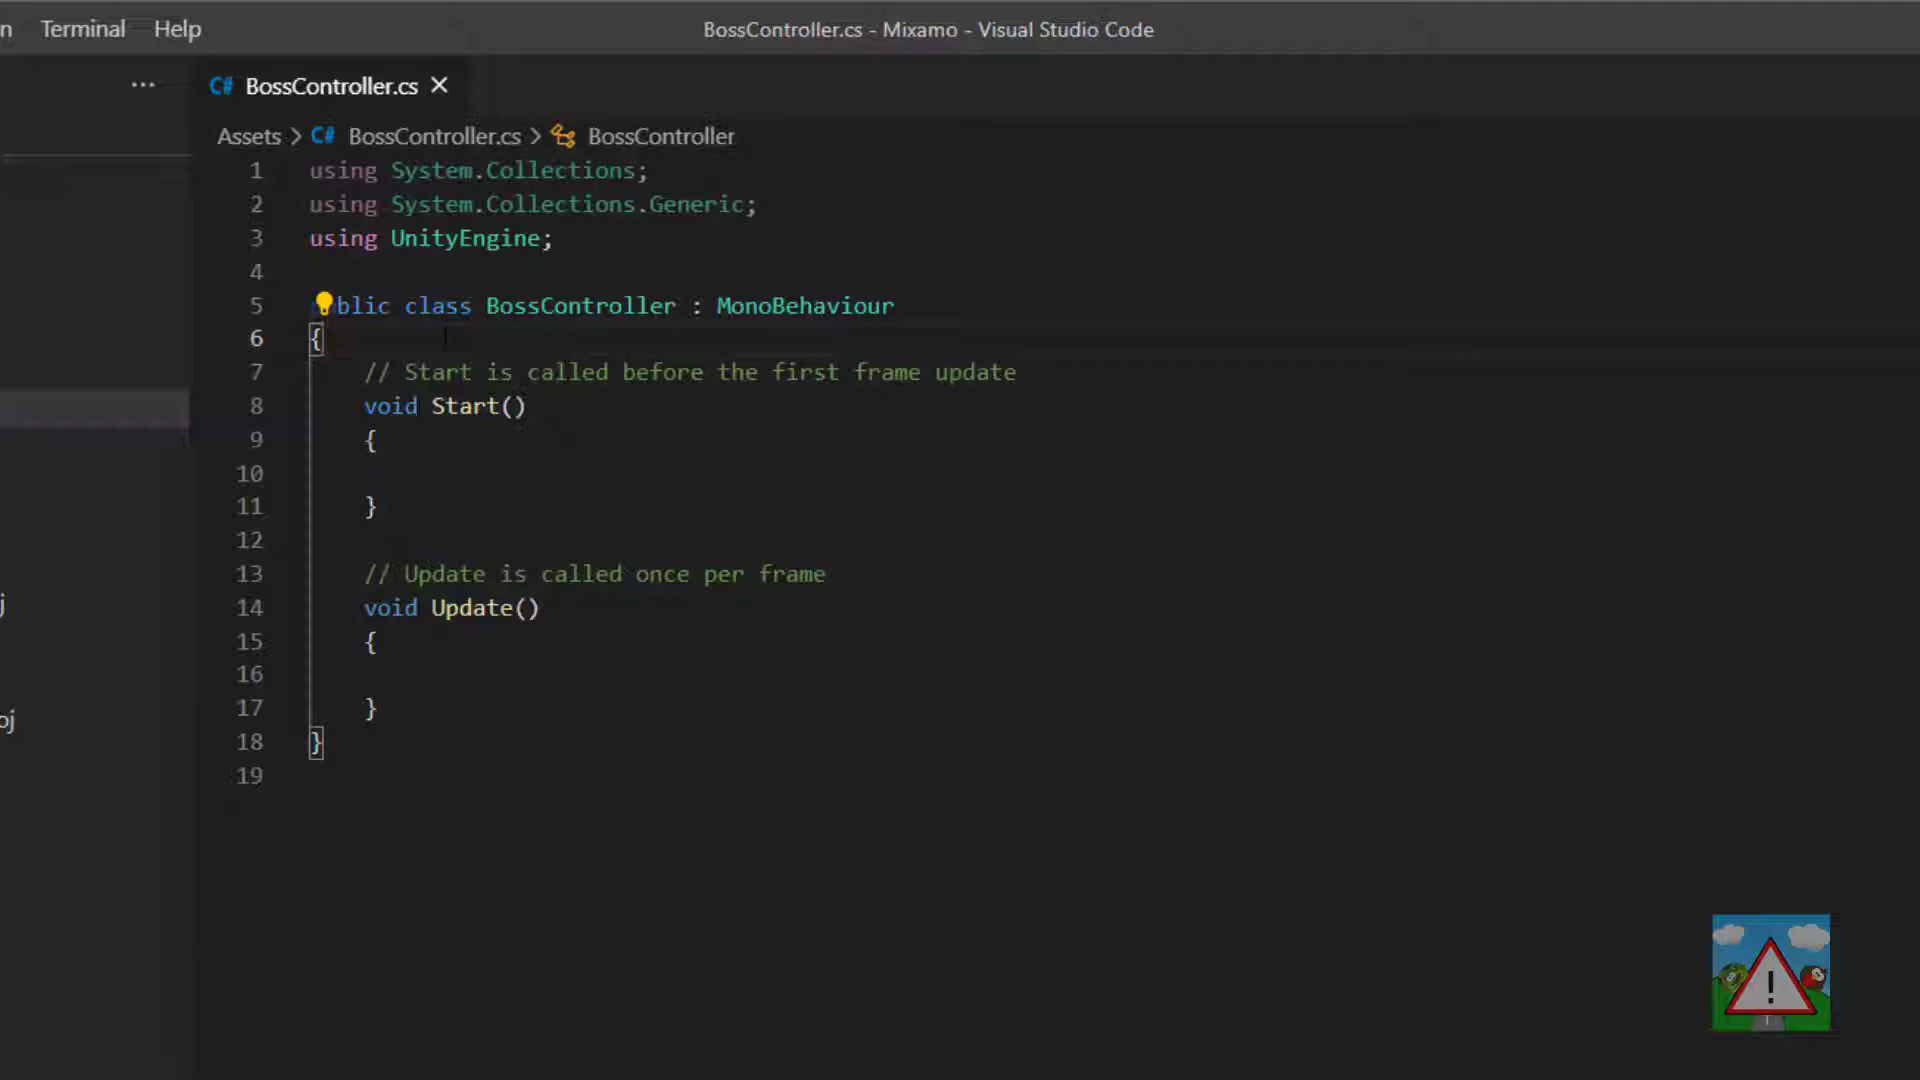 n Terminal Help BossController.cs - Mixamo - Visual Studio Code
... C# BossController.cs ×
Assets > C# BossController.cs > BossController
1 using System.Collections;
2 using System.Collections.Generic;
3 using UnityEngine;
4
5 blic class BossController : MonoBehaviour
6 {
7 // Start is called before the first frame update
8 void Start()
9 {
10
11 }
12
13 // Update is called once per frame
j
14 void Update()
15 {
16
17 }
oj
18 }
19
!